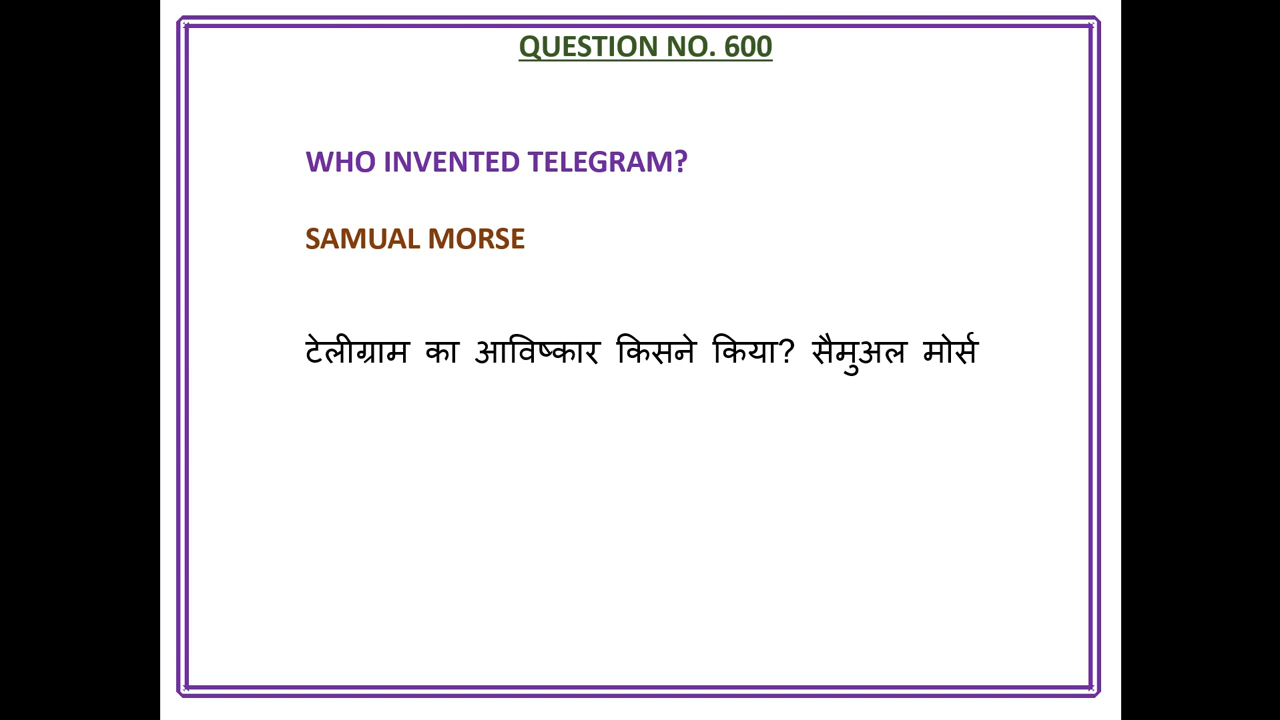 QUESTION NO. 600
WHO INVENTED TELEGRAM?
SAMUAL MORSE
टेलीग्राम का आविष्कार किसने किया? सैमुअल मोर्स